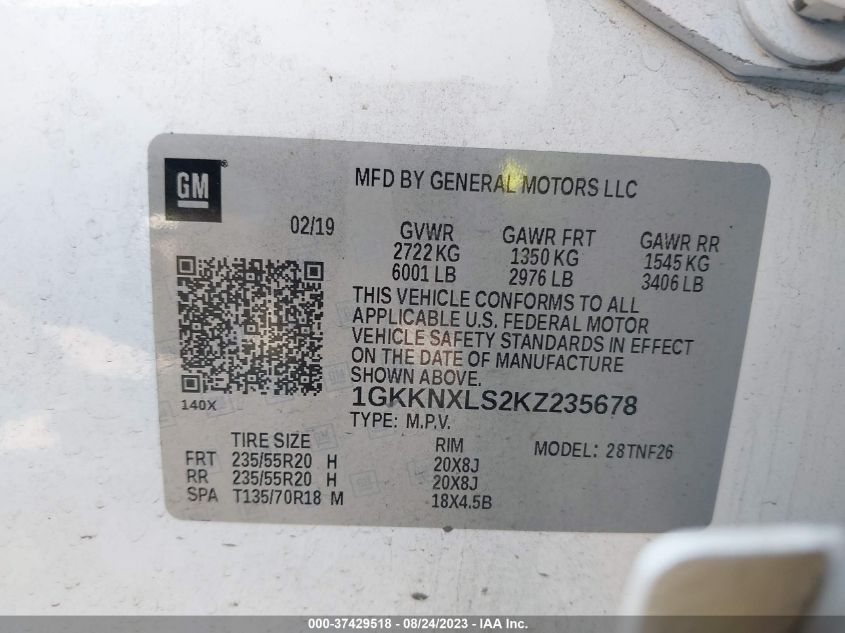 GM
MFD BY GENERAL MOTORS LLC
02/19
GVWR GAWR FRT GAWR RR
2722 KG 1350 KG 1545 KG
6001 LB 2976 LB 3406 LB
THIS VEHICLE CONFORMS TO ALL
APPLICABLE U.S. FEDERAL MOTOR
VEHICLE SAFETY STANDARDS IN EFFECT
ON THE DATE OF MANUFACTURE
SHOWN ABOVE.
140X
1GKKNXLS2KZ235678
TYPE: M.P.V.
MODEL: 28TNF26
TIRE SIZE RIM
FRT 235/55R20 H 20X8J
RR 235/55R20 H 20X8J
SPA T135/70R18 M 18X4.5B
000-37429518 - 08/24/2023 - IAA Inc.